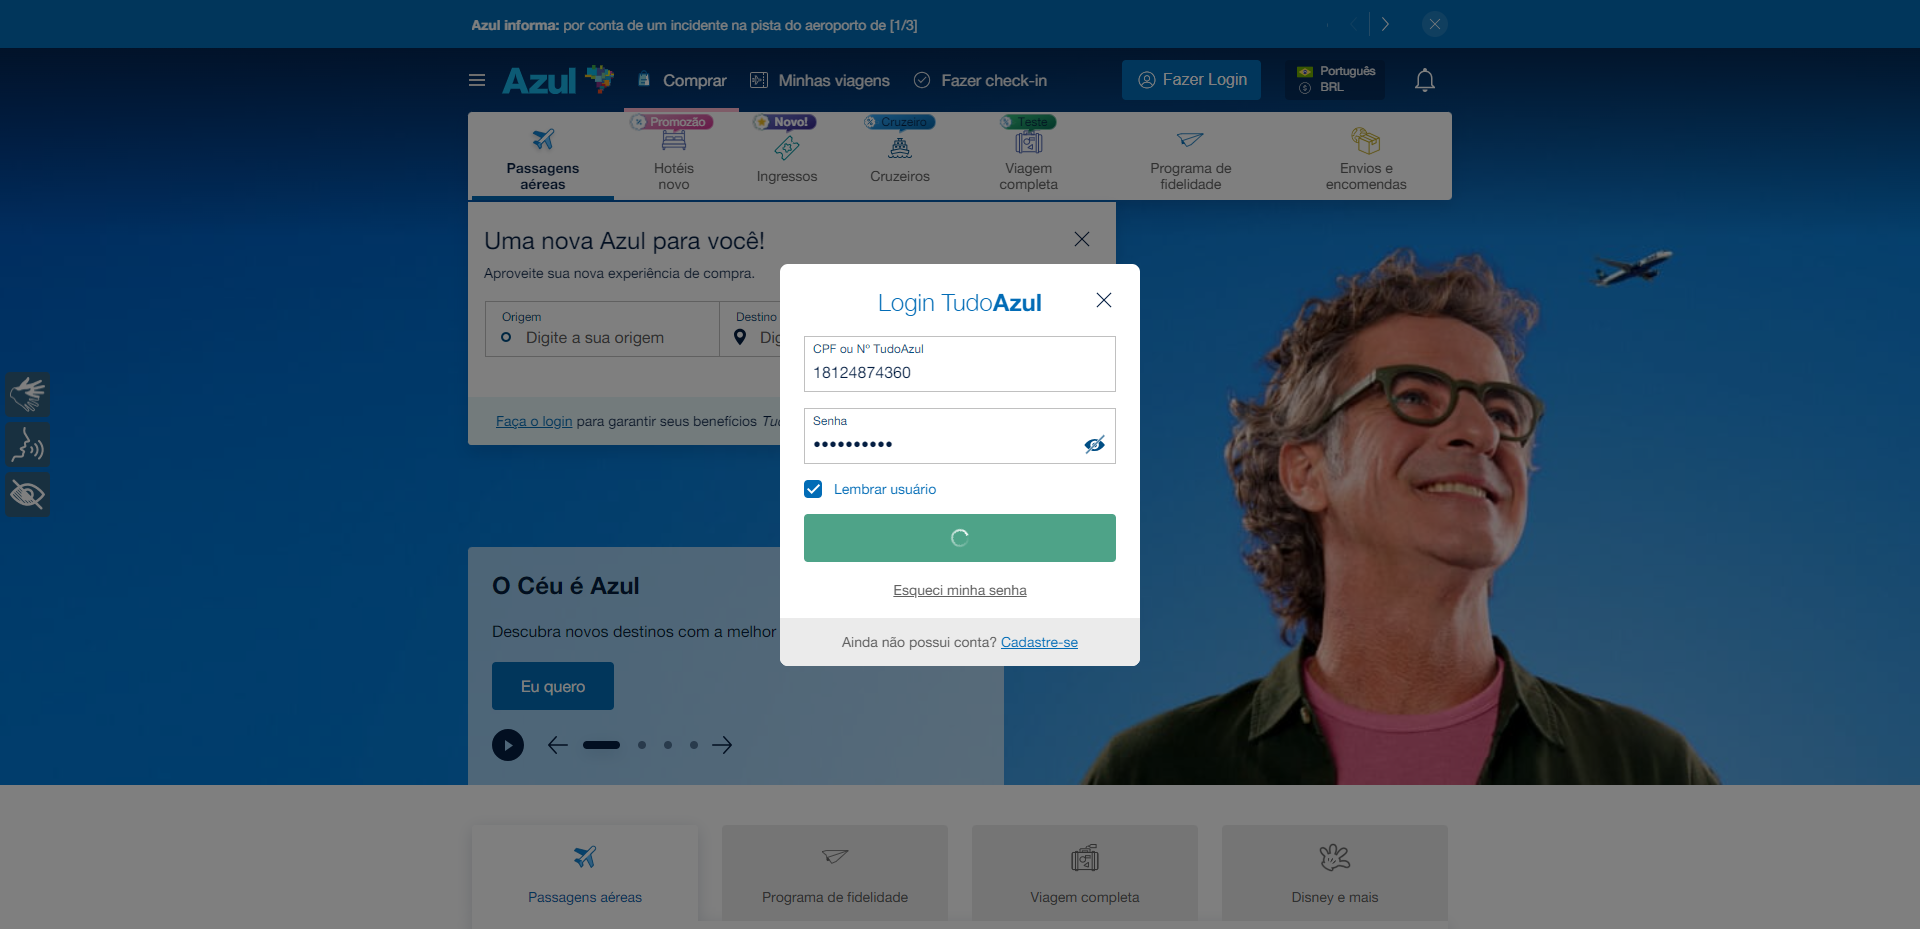 Azul informa: por conta de um incidente na pista do aeroporto de [1/3]
Azul
Comprar
Minhas viagens
Fazer check-in
Fazer Login
Português
BRL
Promozão
Novo!
Cruzeiro
Teste
Passagens
aéreas
Hotéis
novo
Ingressos
Cruzeiros
Viagem
completa
Programa de
fidelidade
Envios e
encomendas
Uma nova Azul para você!
Aproveite sua nova experiência de compra.
Origem
Digite a sua origem
Destino
Faça o login para garantir seus benefícios
Login TudoAzul
CPF ou Nº TudoAzul
18124874360
Senha
••••••••••
Lembrar usuário
Esqueci minha senha
Ainda não possui conta? Cadastre-se
O Céu é Azul
Descubra novos destinos com a melhor
Eu quero
Passagens aéreas
Programa de fidelidade
Viagem completa
Disney e mais